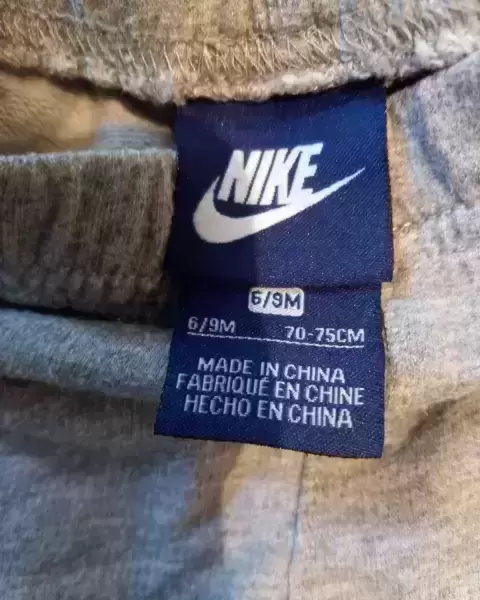 NIKE
6/9M
6/9M 70-75CM
MADE IN CHINA
FABRIQUÉ EN CHINE
HECHO EN CHINA